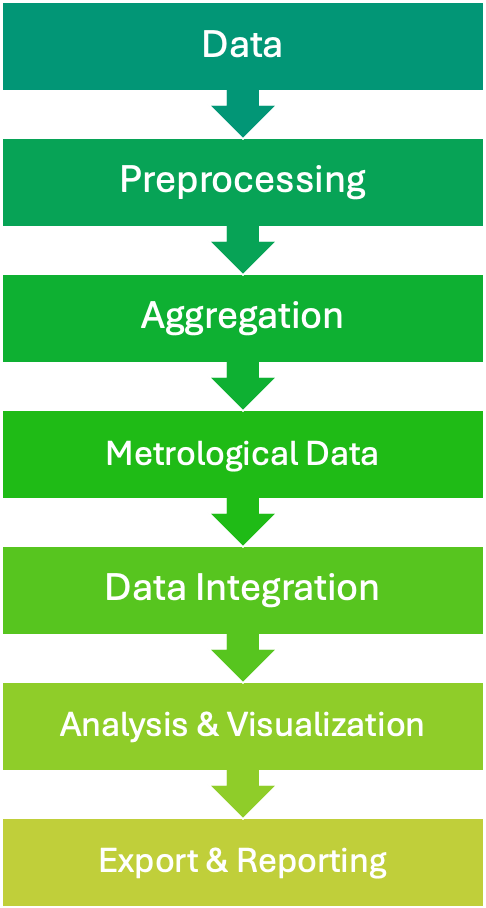 Data
Preprocessing
Aggregation
Metrological Data
Data Integration
Analysis & Visualization
Export & Reporting